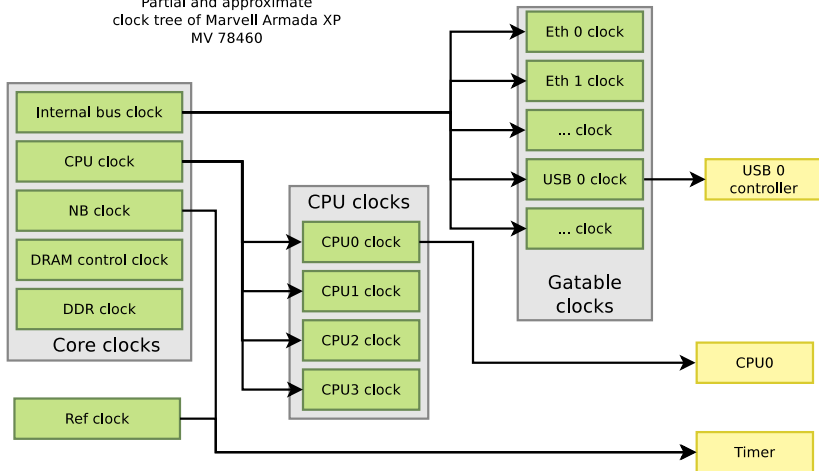 Partial and approximate
clock tree of Marvell Armada XP
MV 78460
Internal bus clock
CPU clock
NB clock
DRAM control clock
DDR clock
Core clocks
Ref clock
CPU clocks
CPU0 clock
CPU1 clock
CPU2 clock
CPU3 clock
Eth 0 clock
Eth 1 clock
... clock
USB 0 clock
... clock
Gatable
clocks
USB 0
controller
CPU0
Timer